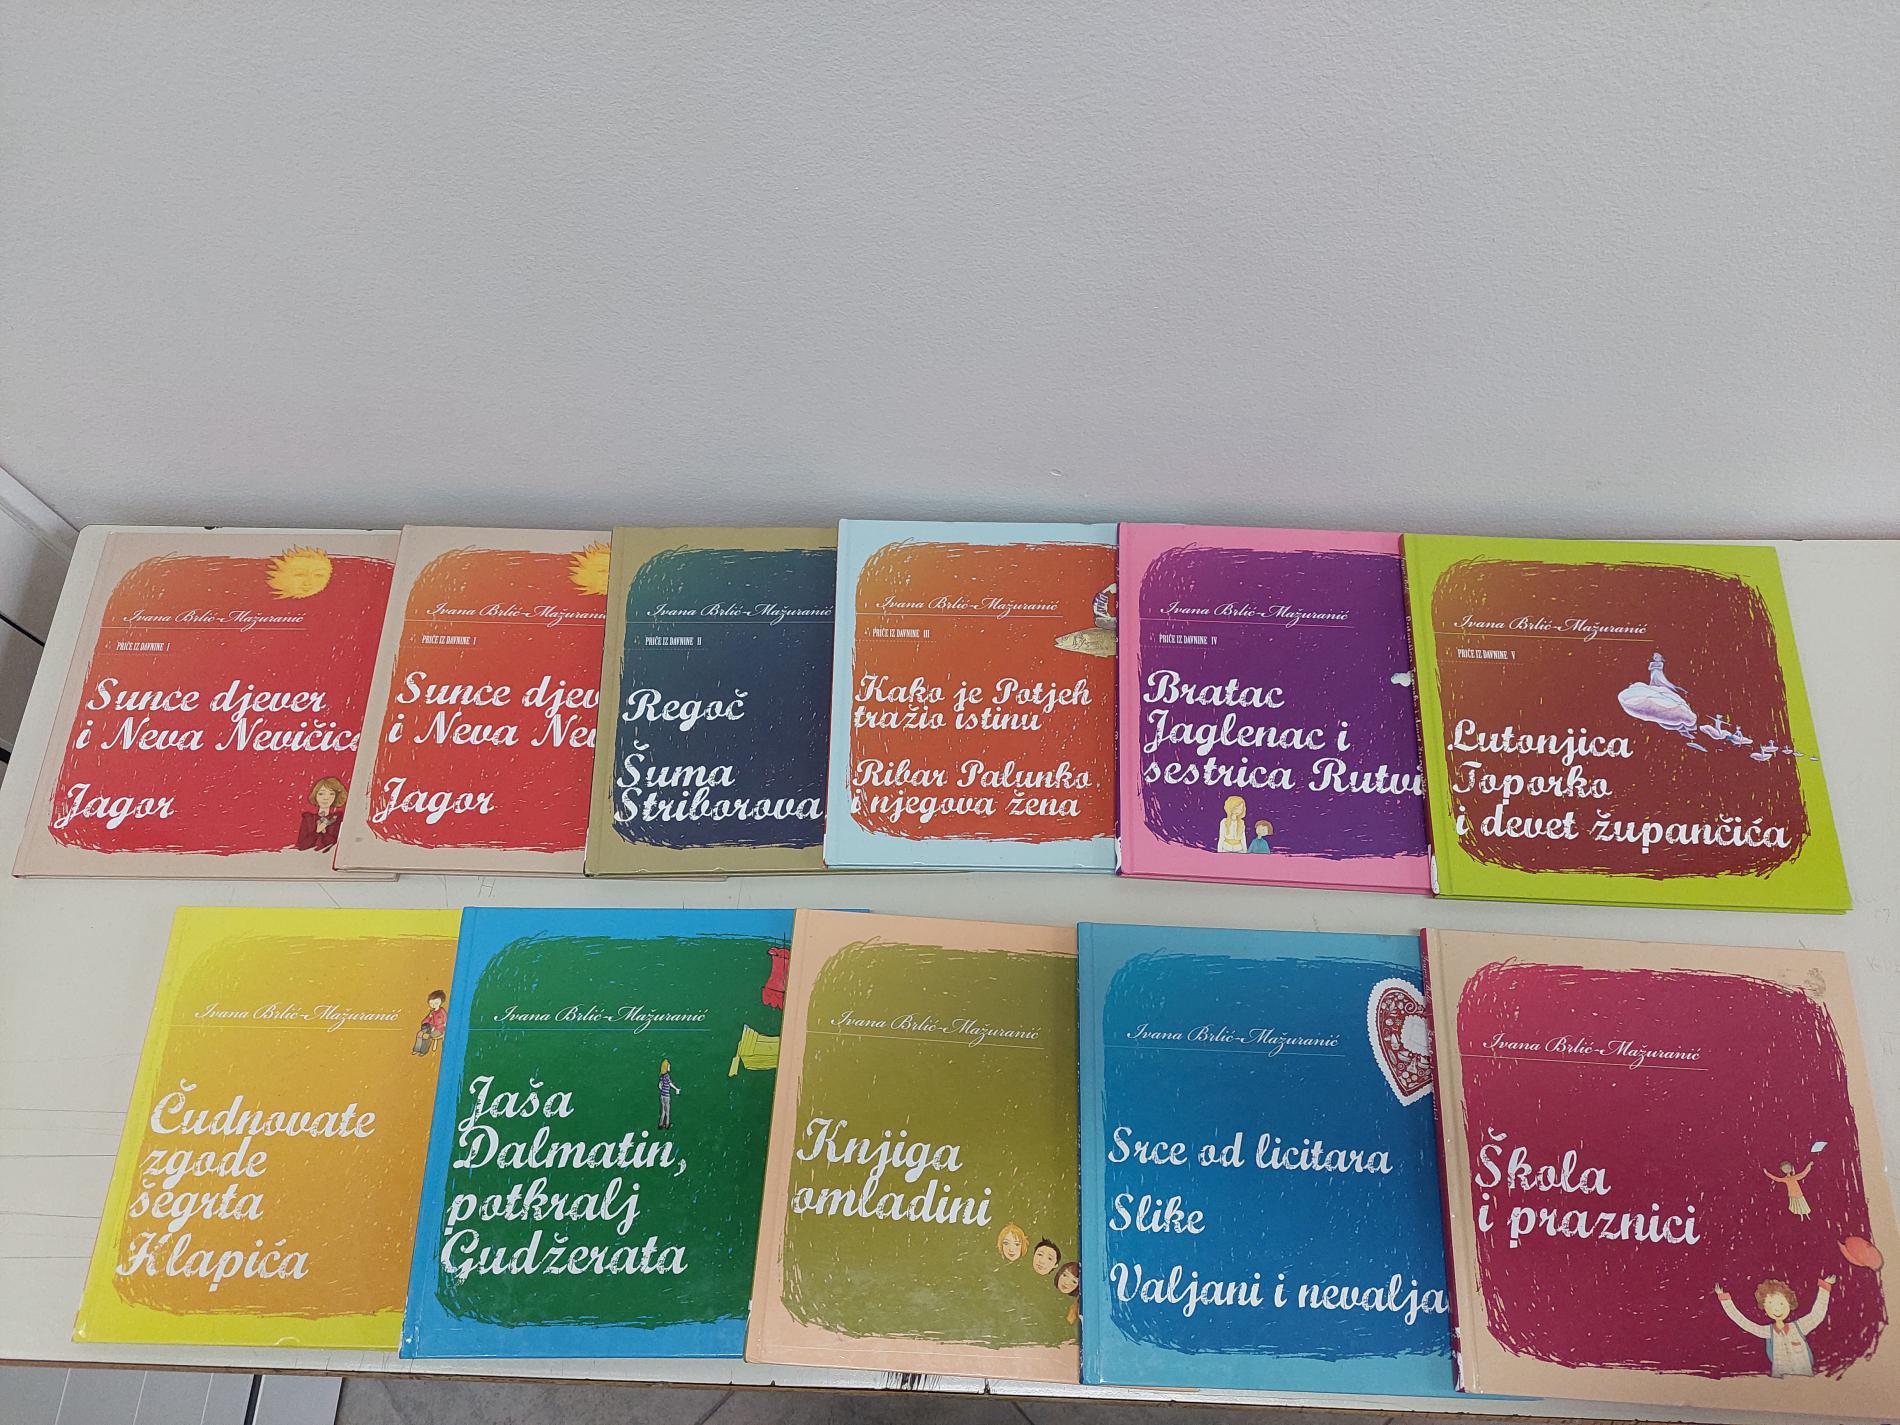 Ivana Brlić-Mažuranić
PRIČE IZ DAVNINE I
Sunce djever
i Neva Nevičica
Jagor
Ivana Brlić-Mažuranić
PRIČE IZ DAVNINE I
Sunce djev
i Neva Nev
Jagor
Ivana Brlić-Mažuranić
PRIČE IZ DAVNINE II
Regoč
Šuma
Striborova
Ivana Brlić-Mažuranić
PRIČE IZ DAVNINE III
Kako je Potjeh
tražio istinu
Ribar Palunko
i njegova žena
Ivana Brlić-Mažuranić
PRIČE IZ DAVNINE IV
Bratac
Jaglenac i
sestrica Rutvi
Ivana Brlić-Mažuranić
PRIČE IZ DAVNINE V
Lutonjica
Toporko
i devet župančića
Ivana Brlić-Mažuranić
Čudnovate
zgode
šegrta
Hlapića
Ivana Brlić-Mažuranić
Jaša
Dalmatin,
potkralj
Gudžerata
Ivana Brlić-Mažuranić
Knjiga
omladini
Ivana Brlić-Mažuranić
Srce od licitara
Slike
Valjani i nevalja
Ivana Brlić-Mažuranić
Škola
i praznici